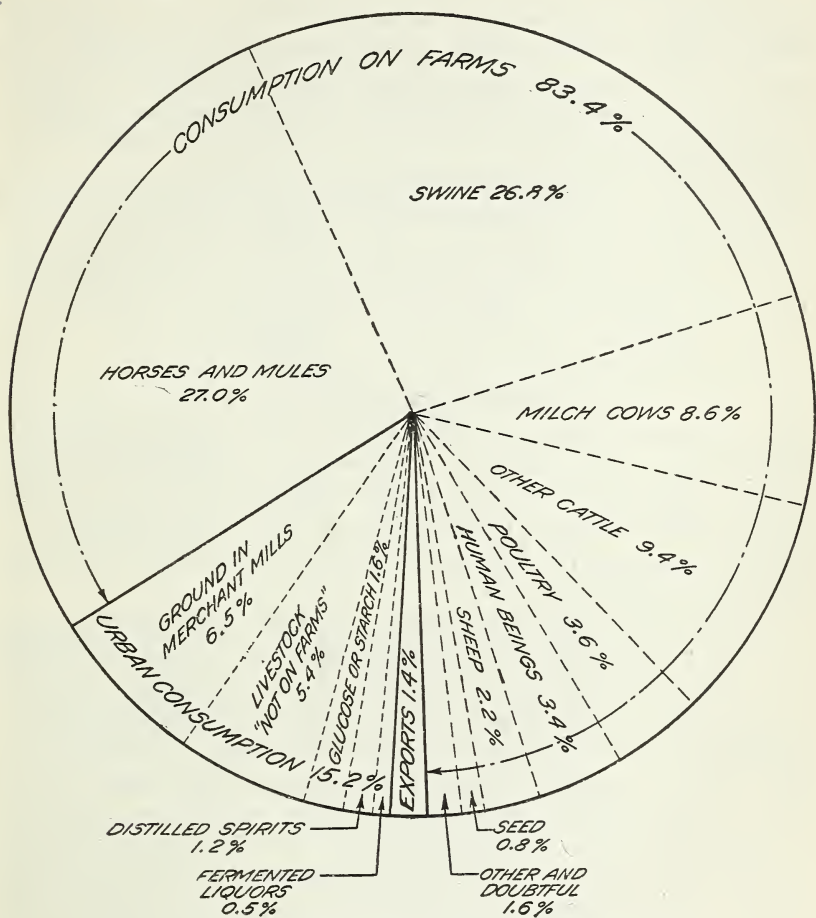 CONSUMPTION ON FARMS 83.4%
SWINE 26.8%
HORSES AND MULES
27.0%
MILCH COWS 8.6%
OTHER CATTLE 9.4%
POULTRY 3.6%
HUMAN BEINGS 3.4%
SHEEP 2.2%
GROUND IN
MERCHANT MILLS
6.5%
LIVESTOCK
"NOT ON FARMS"
5.4%
GLUCOSE OR STARCH 1.6%
EXPORTS 1.4%
URBAN CONSUMPTION 15.2%
DISTILLED SPIRITS
1.2%
FERMENTED
LIQUORS
0.5%
SEED
0.8%
OTHER AND
DOUBTFUL
1.6%